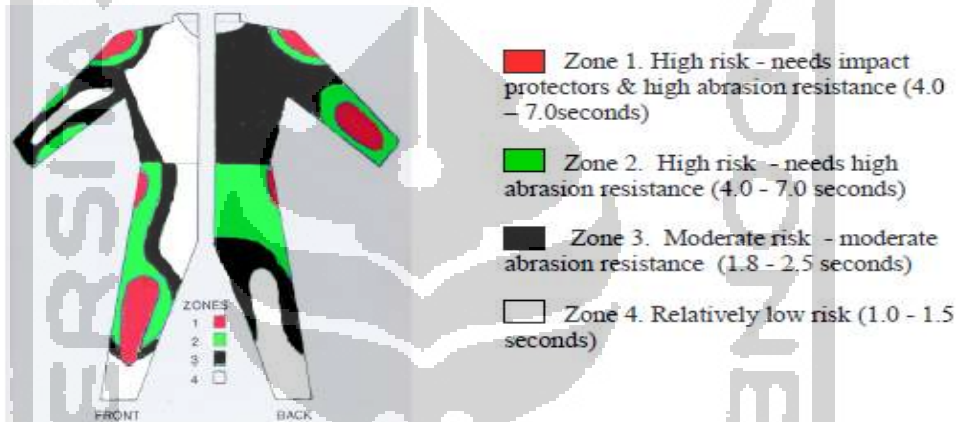 ZONES
1
2
3
4
FRONT
BACK
Zone 1. High risk - needs impact
protectors & high abrasion resistance (4.0
– 7.0seconds)
Zone 2. High risk - needs high
abrasion resistance (4.0 - 7.0 seconds)
Zone 3. Moderate risk - moderate
abrasion resistance (1.8 - 2.5 seconds)
Zone 4. Relatively low risk (1.0 - 1.5
seconds)